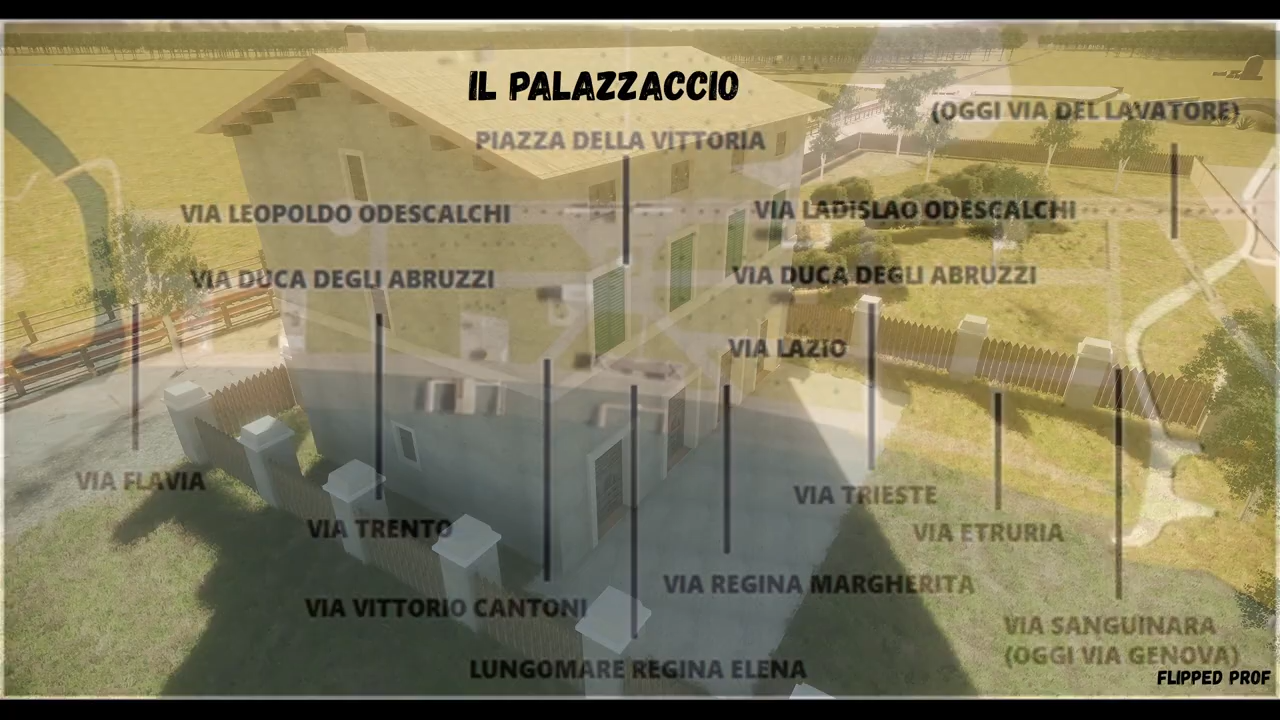 IL PALAZZACCIO
(OGGI VIA DEL LAVATORE)
PIAZZA DELLA VITTORIA
VIA LEOPOLDO ODESCALCHI
VIA LADISLAO ODESCALCHI
VIA DUCA DEGLI ABRUZZI
VIA DUCA DEGLI ABRUZZI
VIA LAZIO
VIA FLAVIA
VIA TRIESTE
VIA TRENTO
VIA ETRURIA
VIA REGINA MARGHERITA
VIA VITTORIO CANTONI
VIA SANGUINARA
(OGGI VIA GENOVA)
LUNGOMARE REGINA ELENA
FLIPPED PROF